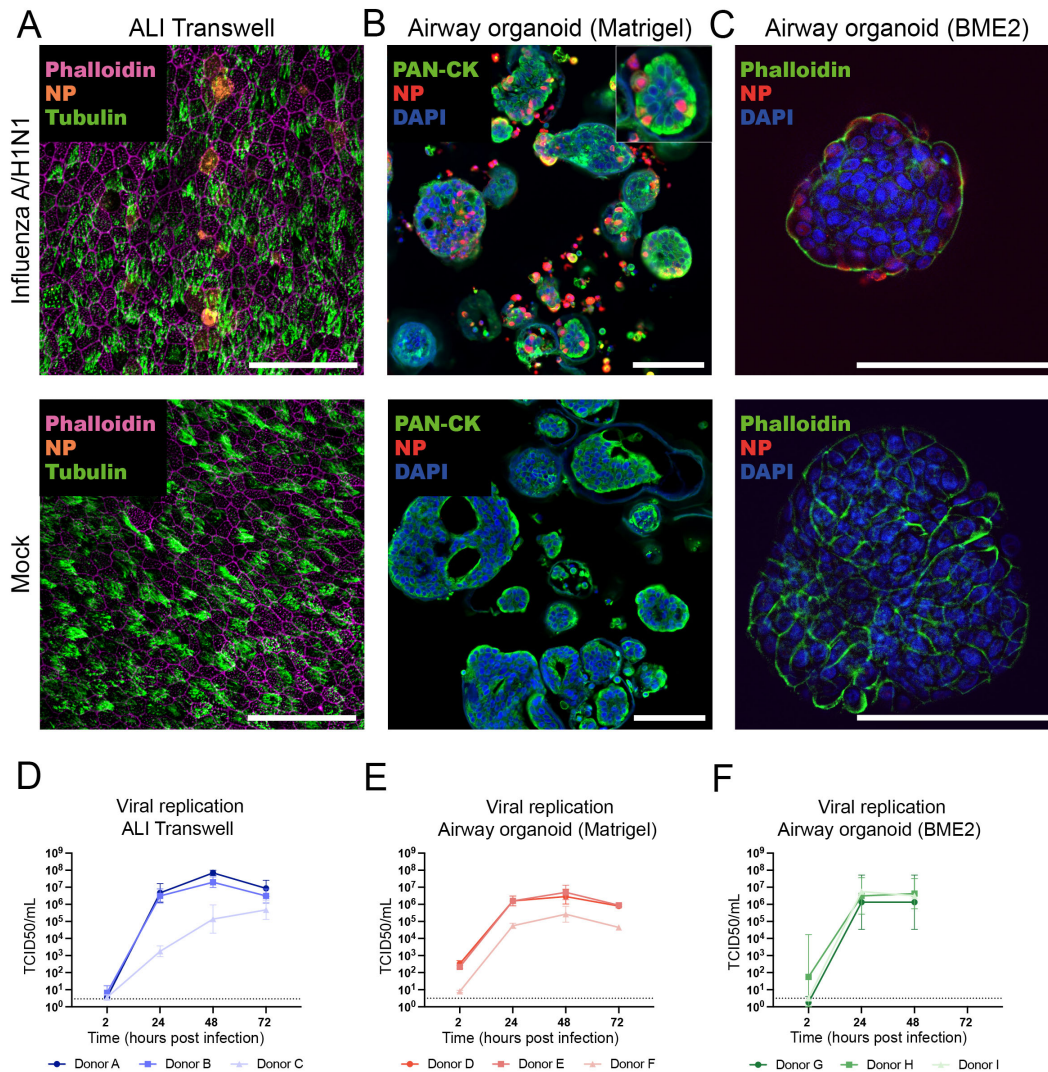 A
ALI Transwell
B
Airway organoid (Matrigel)
C
Airway organoid (BME2)
Influenza A/H1N1
Phalloidin
NP
Tubulin
PAN-CK
NP
DAPI
Phalloidin
NP
DAPI
Mock
Phalloidin
NP
Tubulin
PAN-CK
NP
DAPI
Phalloidin
NP
DAPI
D
Viral replication
ALI Transwell
TCID50/mL
10⁹
10⁸
10⁷
10⁶
10⁵
10⁴
10³
10²
10¹
10⁰
2 24 48 72
Time (hours post infection)
Donor A Donor B Donor C
E
Viral replication
Airway organoid (Matrigel)
TCID50/mL
10⁹
10⁸
10⁷
10⁶
10⁵
10⁴
10³
10²
10¹
10⁰
2 24 48 72
Time (hours post infection)
Donor D Donor E Donor F
F
Viral replication
Airway organoid (BME2)
TCID50/mL
10⁹
10⁸
10⁷
10⁶
10⁵
10⁴
10³
10²
10¹
10⁰
2 24 48 72
Time (hours post infection)
Donor G Donor H Donor I